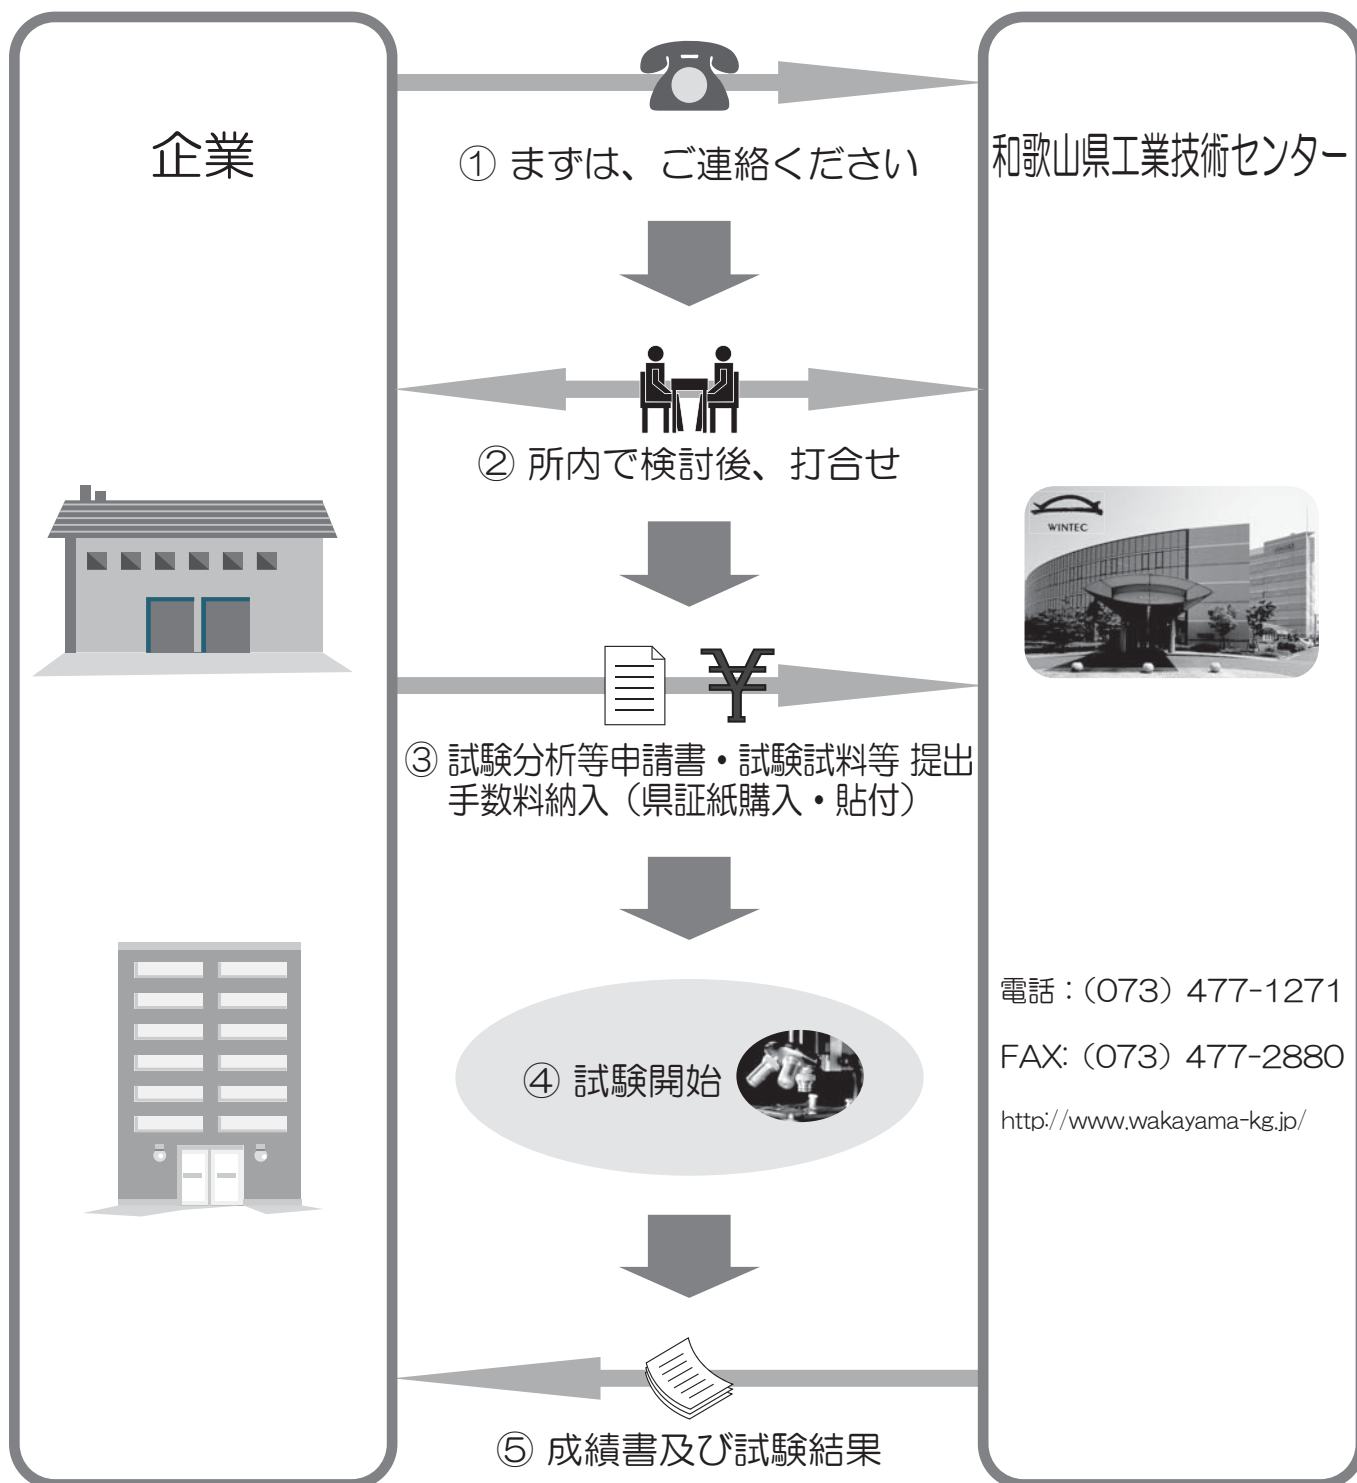 企業
① まずは、ご連絡ください
和歌山県工業技術センター
② 所内で検討後、打合せ
WINTEC
③ 試験分析等申請書・試験試料等 提出
手数料納入（県証紙購入・貼付）
④ 試験開始
電話：（073）477-1271
FAX:（073）477-2880
http://www.wakayama-kg.jp/
⑤ 成績書及び試験結果